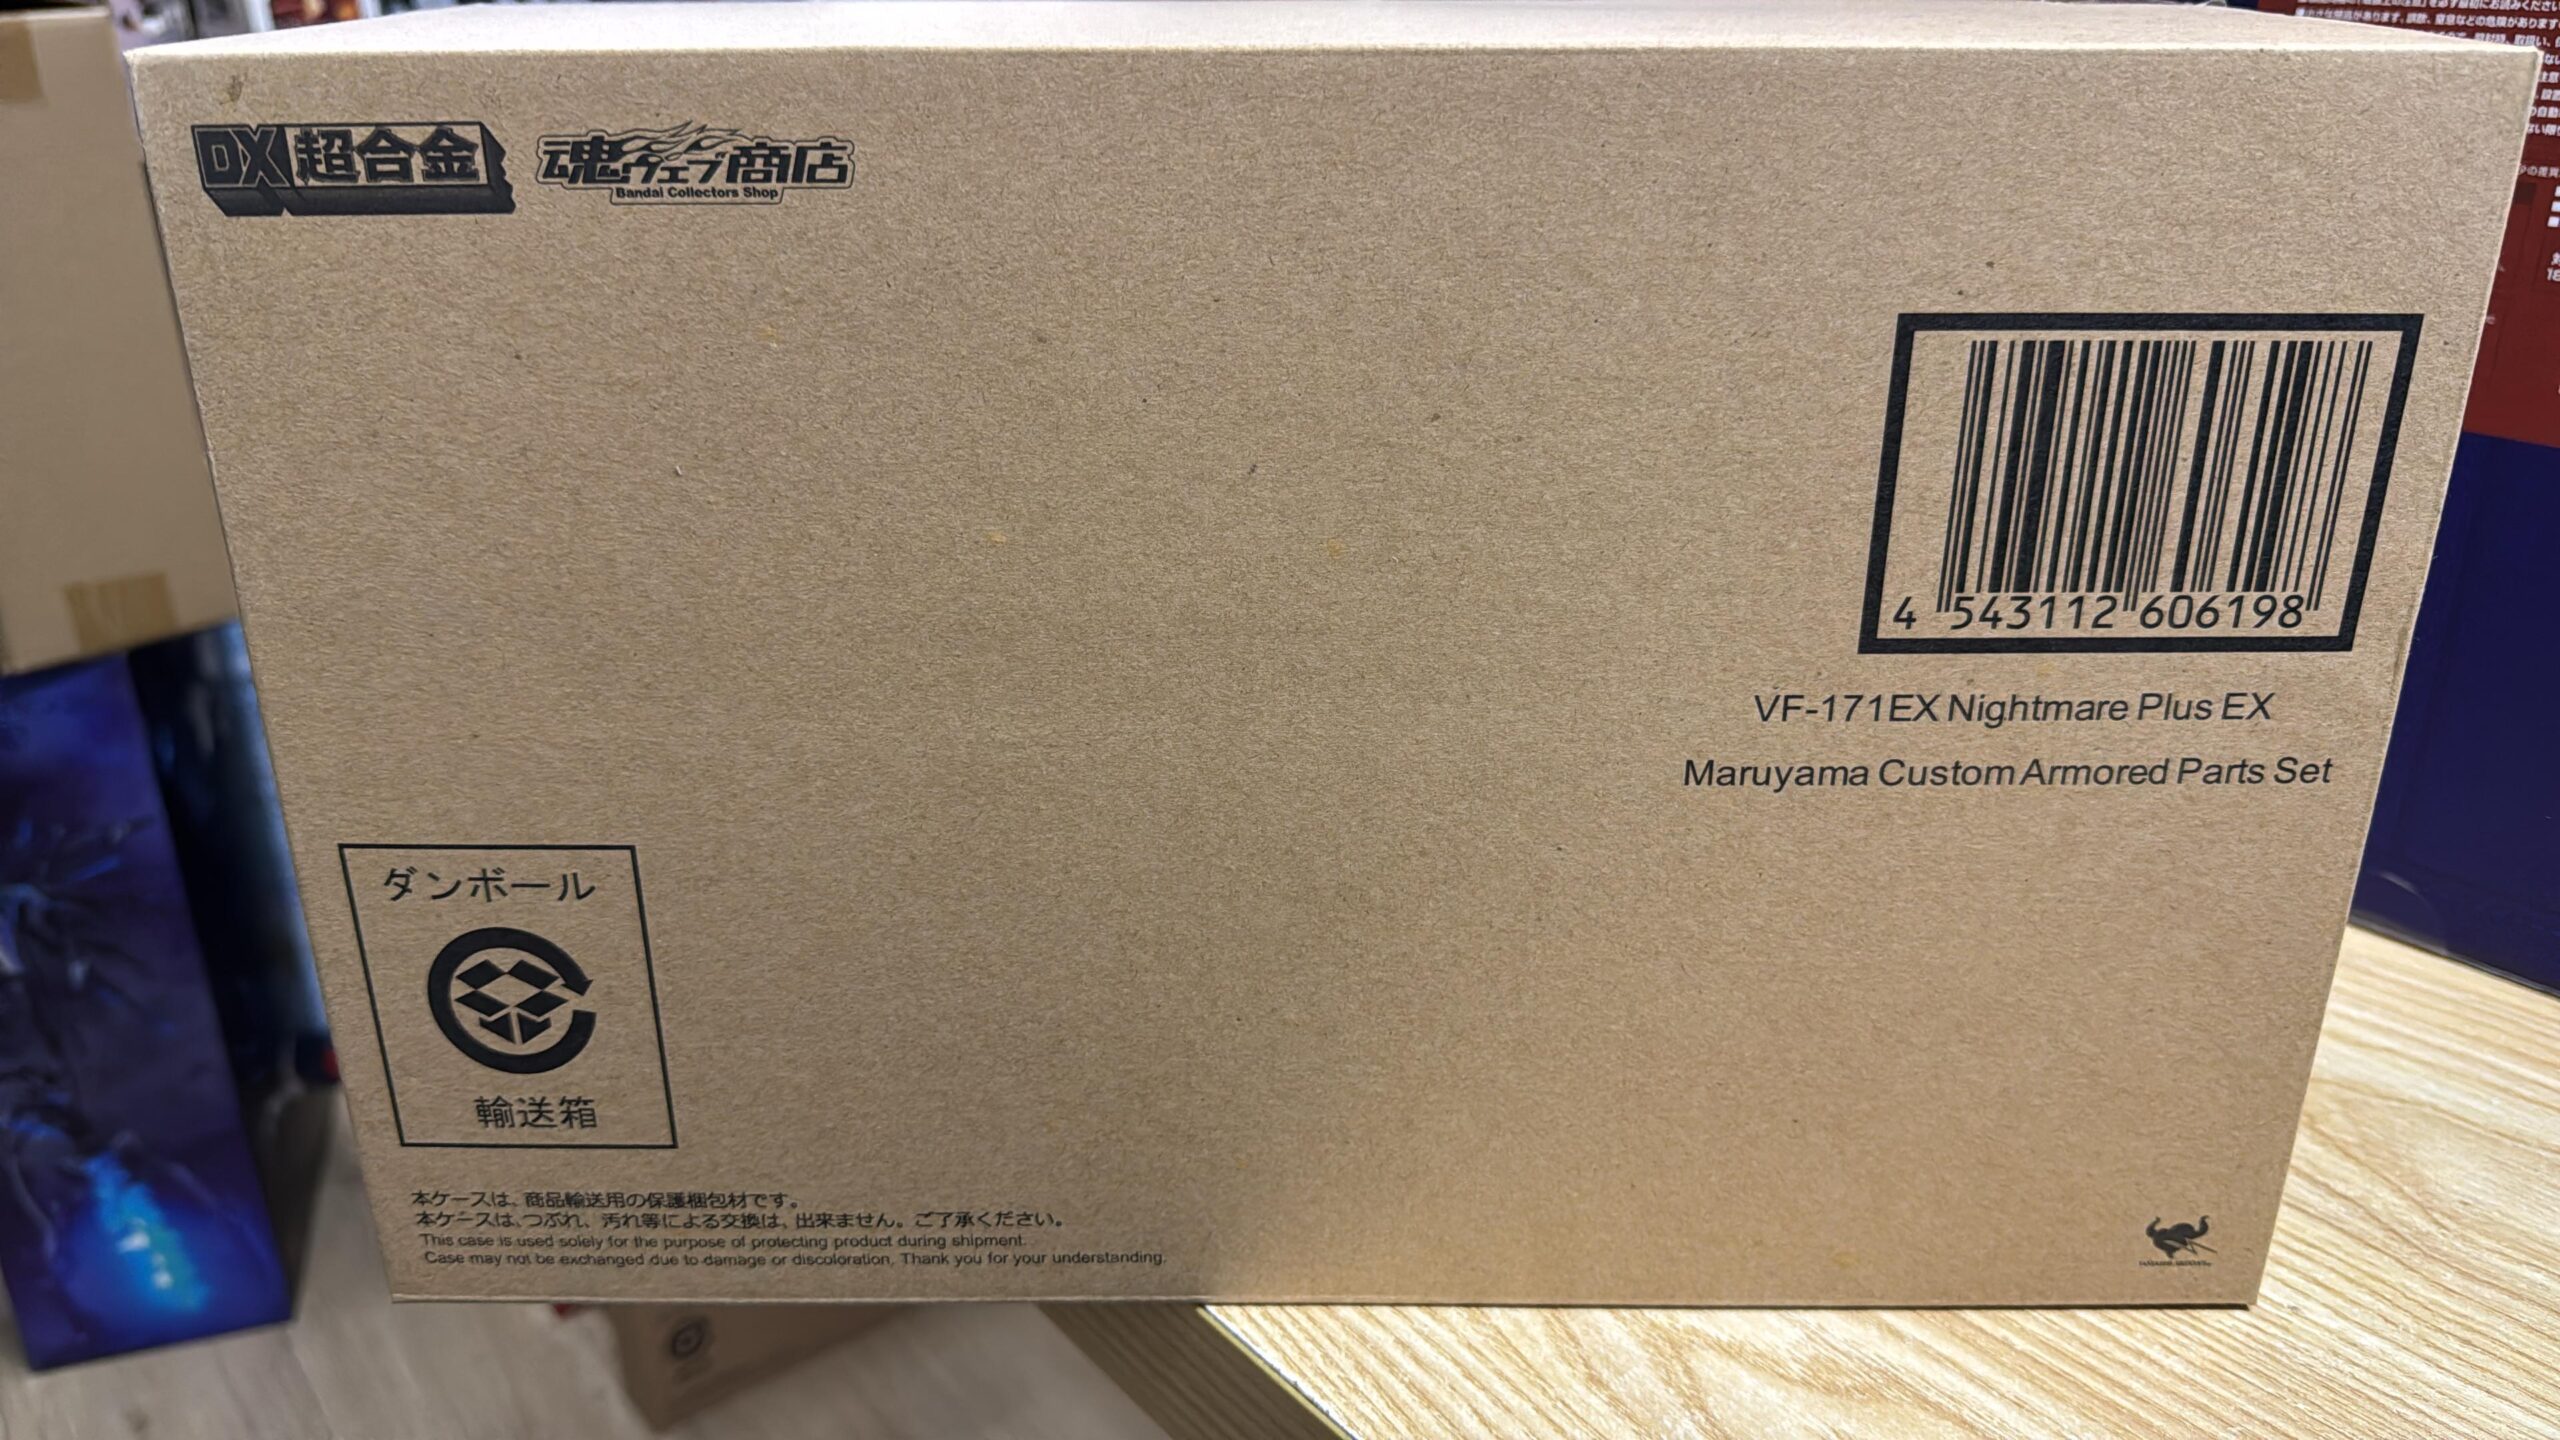 DX超合金
魂ウェブ商店
Bandai Collectors Shop
4 543112 606198
VF-171EX Nightmare Plus EX
Maruyama Custom Armored Parts Set
ダンボール
輸送箱
本ケースは、商品輸送用の保護梱包材です。
本ケースは、つぶれ、汚れ等による交換は、出来ません。ご了承ください。
This case is used solely for the purpose of protecting product during shipment.
Case may not be exchanged due to damage or discoloration. Thank you for your understanding.